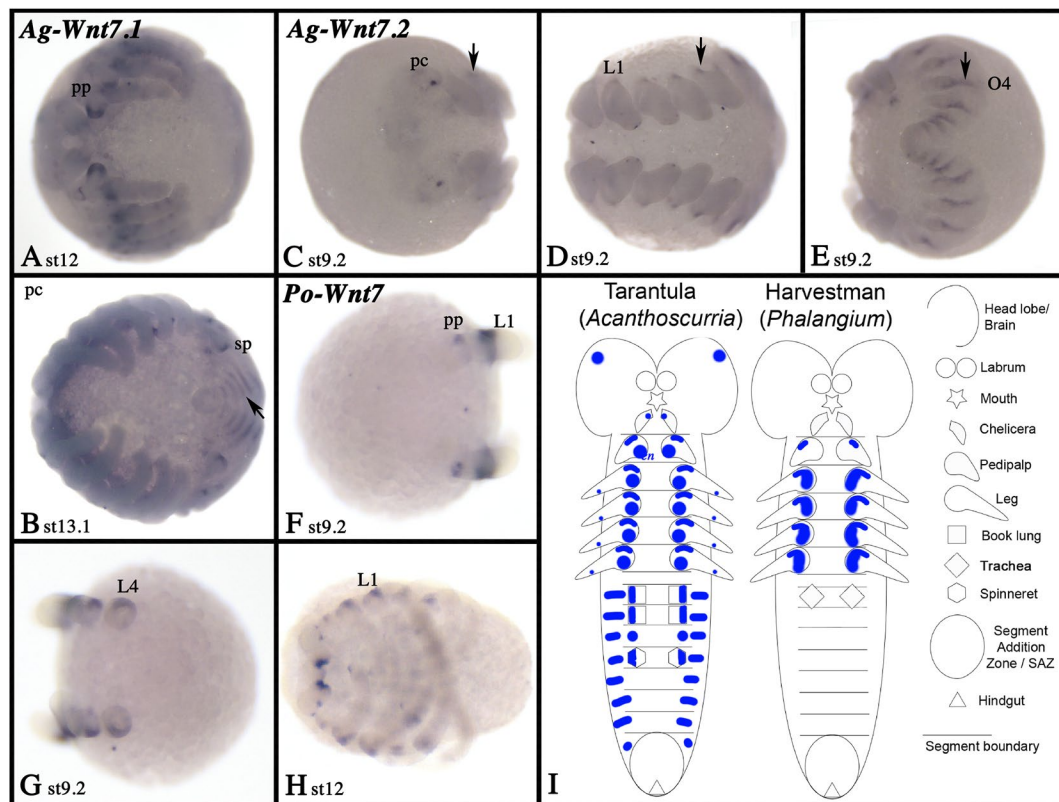 Ag-Wnt7.1
pp
A st12
Ag-Wnt7.2
pc
C st9.2
L1
D st9.2
O4
E st9.2
pc
sp
B st13.1
Po-Wnt7
pp
L1
F st9.2
L4
G st9.2
L1
H st12
Tarantula
(Acanthoscurria)
Harvestman
(Phalangium)
en
I
Head lobe/
Brain
Labrum
Mouth
Chelicera
Pedipalp
Leg
Book lung
Trachea
Spinneret
Segment
Addition
Zone / SAZ
Hindgut
Segment boundary